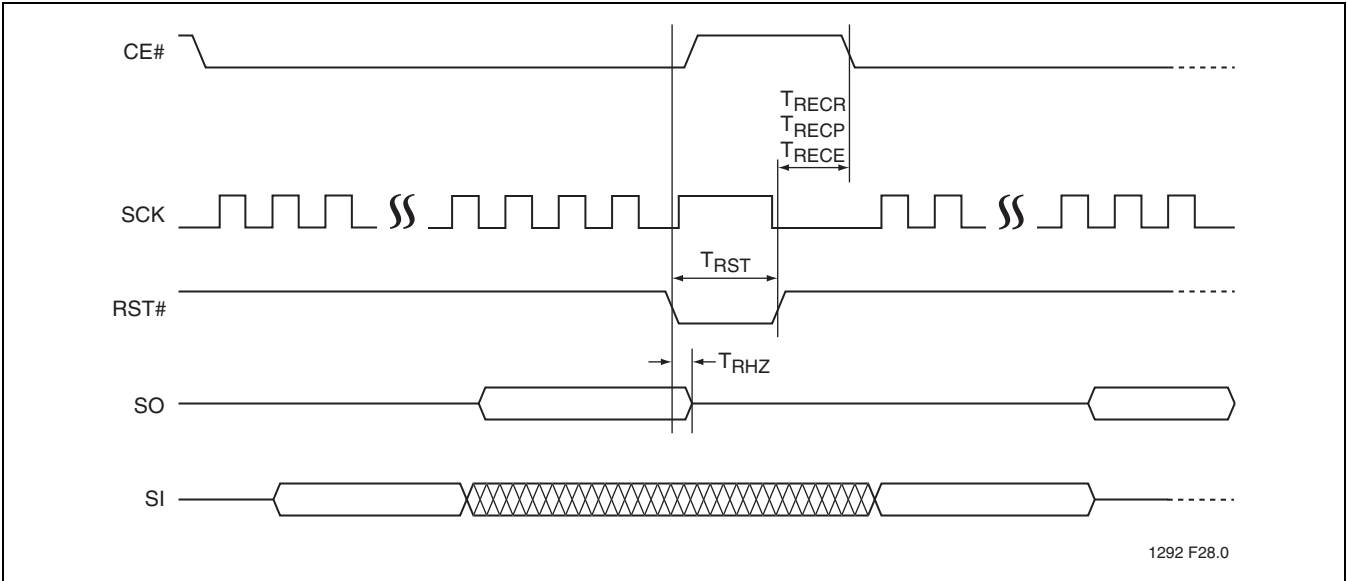 CE#
TRECR
TRECP
TRECE
SCK
TRST
RST#
TRHZ
SO
SI
1292 F28.0